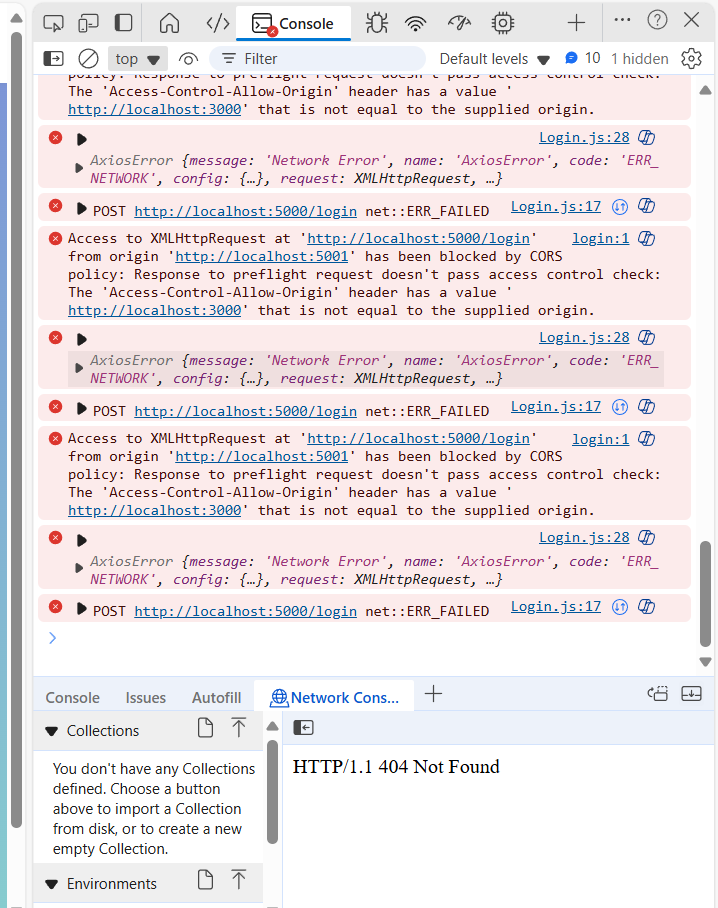 Console
top
Filter
Default levels
10
1 hidden
policy: Response to preflight request doesn't pass access control check:
The 'Access-Control-Allow-Origin' header has a value '
http://localhost:3000' that is not equal to the supplied origin.
Login.js:28
AxiosError {message: 'Network Error', name: 'AxiosError', code: 'ERR_
NETWORK', config: {…}, request: XMLHttpRequest, …}
POST http://localhost:5000/login net::ERR_FAILED Login.js:17
Access to XMLHttpRequest at 'http://localhost:5000/login' login:1
from origin 'http://localhost:5001' has been blocked by CORS
policy: Response to preflight request doesn't pass access control check:
The 'Access-Control-Allow-Origin' header has a value '
http://localhost:3000' that is not equal to the supplied origin.
Login.js:28
AxiosError {message: 'Network Error', name: 'AxiosError', code: 'ERR_
NETWORK', config: {…}, request: XMLHttpRequest, …}
POST http://localhost:5000/login net::ERR_FAILED Login.js:17
Access to XMLHttpRequest at 'http://localhost:5000/login' login:1
from origin 'http://localhost:5001' has been blocked by CORS
policy: Response to preflight request doesn't pass access control check:
The 'Access-Control-Allow-Origin' header has a value '
http://localhost:3000' that is not equal to the supplied origin.
Login.js:28
AxiosError {message: 'Network Error', name: 'AxiosError', code: 'ERR_
NETWORK', config: {…}, request: XMLHttpRequest, …}
POST http://localhost:5000/login net::ERR_FAILED Login.js:17
Console
Issues
Autofill
Network Cons...
Collections
You don't have any Collections
defined. Choose a button
above to import a Collection
from disk, or to create a new
empty Collection.
Environments
HTTP/1.1 404 Not Found